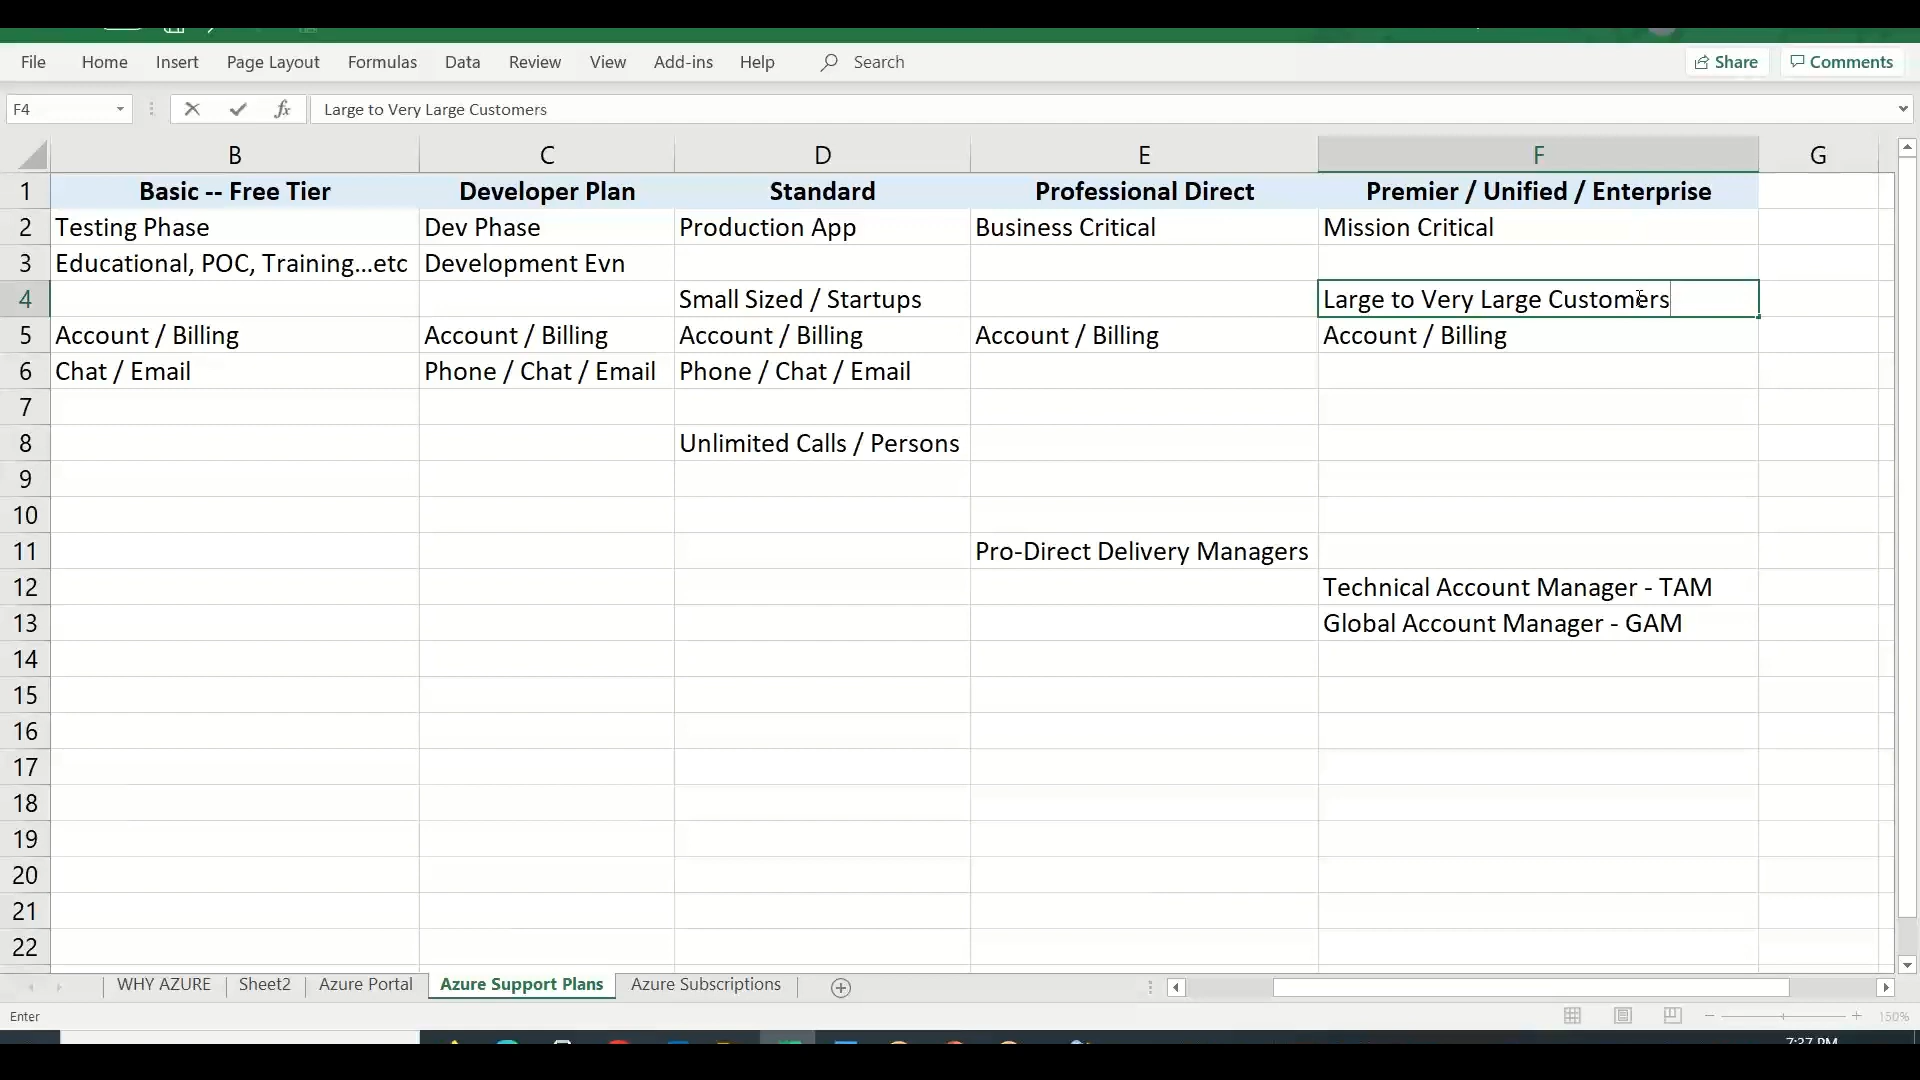 File Home Insert Page Layout Formulas Data Review View Add-ins Help Search Share Comments
F4 fx Large to Very Large Customers
B C D E F G
1 Basic -- Free Tier Developer Plan Standard Professional Direct Premier / Unified / Enterprise
2 Testing Phase Dev Phase Production App Business Critical Mission Critical
3 Educational, POC, Training...etc Development Evn
4 Small Sized / Startups Large to Very Large Customers
5 Account / Billing Account / Billing Account / Billing Account / Billing Account / Billing
6 Chat / Email Phone / Chat / Email Phone / Chat / Email
7
8 Unlimited Calls / Persons
9
10
11 Pro-Direct Delivery Managers
12 Technical Account Manager - TAM
13 Global Account Manager - GAM
14
15
16
17
18
19
20
21
22
WHY AZURE Sheet2 Azure Portal Azure Support Plans Azure Subscriptions
Enter 150%
7:37 PM